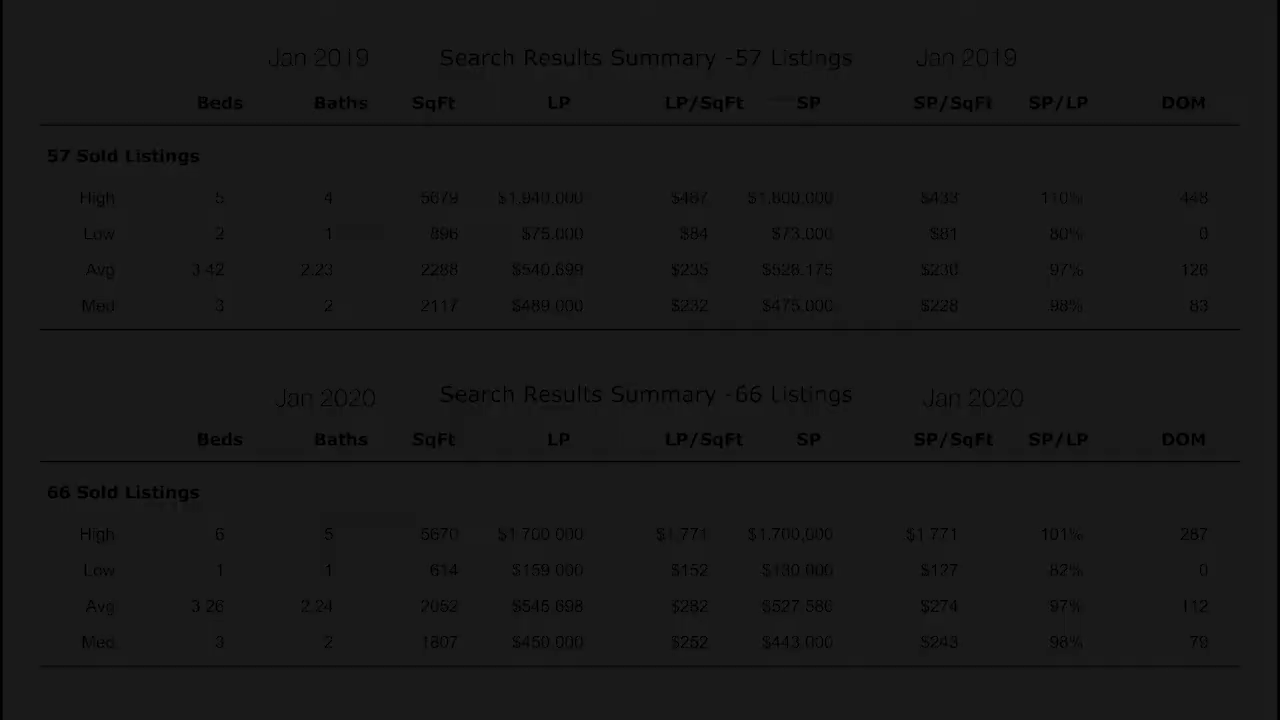 Jan 2019 Search Results Summary -57 Listings Jan 2019
Beds Baths SqFt LP LP/SqFt SP SP/SqFt SP/LP DOM
57 Sold Listings
High 5 4 5679 $1,940,000 $467 $1,600,000 $433 110% 448
Low 2 1 896 $75,000 $84 $73,000 $81 80% 0
Avg 3.42 2.23 2288 $540,699 $235 $526,175 $230 97% 126
Med 3 2 2117 $489,000 $232 $475,000 $228 98% 83
Jan 2020 Search Results Summary -66 Listings Jan 2020
Beds Baths SqFt LP LP/SqFt SP SP/SqFt SP/LP DOM
66 Sold Listings
High 6 5 5670 $1,700,000 $1,771 $1,700,000 $1,771 101% 287
Low 1 1 614 $159,000 $152 $130,000 $127 82% 0
Avg 3.26 2.24 2052 $545,698 $282 $527,586 $274 97% 112
Med 3 2 1807 $450,000 $252 $443,000 $243 98% 79